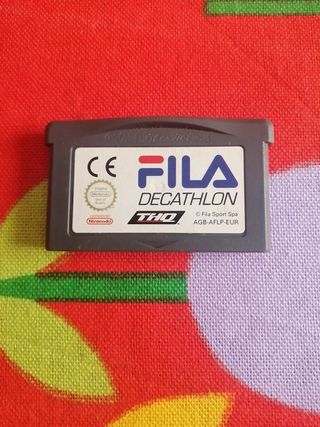 CE
FILA
DECATHLON
THQ
© Fila Sport Spa
AGB-AFLP-EUR
Nintendo